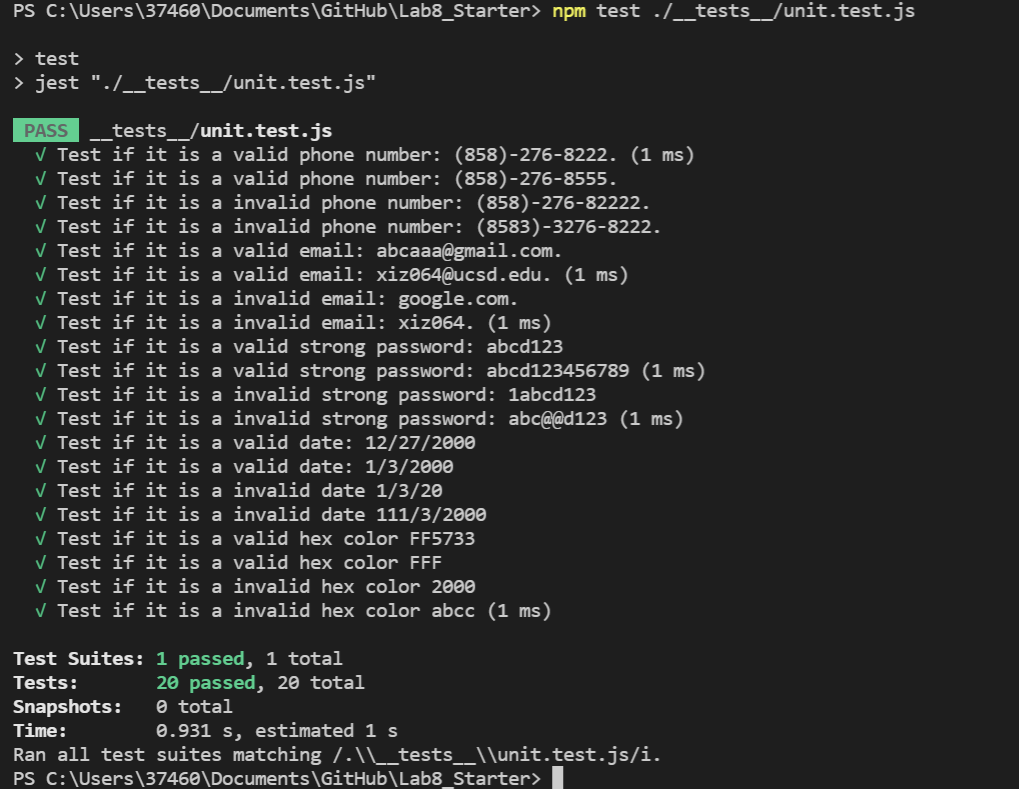 PS C:\Users\37460\Documents\GitHub\Lab8_Starter> npm test ./__tests__/unit.test.js
> test
> jest "./__tests__/unit.test.js"
PASS __tests__/unit.test.js
√ Test if it is a valid phone number: (858)-276-8222. (1 ms)
√ Test if it is a valid phone number: (858)-276-8555.
√ Test if it is a invalid phone number: (858)-276-82222.
√ Test if it is a invalid phone number: (8583)-3276-8222.
√ Test if it is a valid email: abcaaa@gmail.com.
√ Test if it is a valid email: xiz064@ucsd.edu. (1 ms)
√ Test if it is a invalid email: google.com.
√ Test if it is a invalid email: xiz064. (1 ms)
√ Test if it is a valid strong password: abcd123
√ Test if it is a valid strong password: abcd123456789 (1 ms)
√ Test if it is a invalid strong password: 1abcd123
√ Test if it is a invalid strong password: abc@@d123 (1 ms)
√ Test if it is a valid date: 12/27/2000
√ Test if it is a valid date: 1/3/2000
√ Test if it is a invalid date 1/3/20
√ Test if it is a invalid date 111/3/2000
√ Test if it is a valid hex color FF5733
√ Test if it is a valid hex color FFF
√ Test if it is a invalid hex color 2000
√ Test if it is a invalid hex color abcc (1 ms)
Test Suites: 1 passed, 1 total
Tests: 20 passed, 20 total
Snapshots: 0 total
Time: 0.931 s, estimated 1 s
Ran all test suites matching /.\\__tests__\\unit.test.js/i.
PS C:\Users\37460\Documents\GitHub\Lab8_Starter>